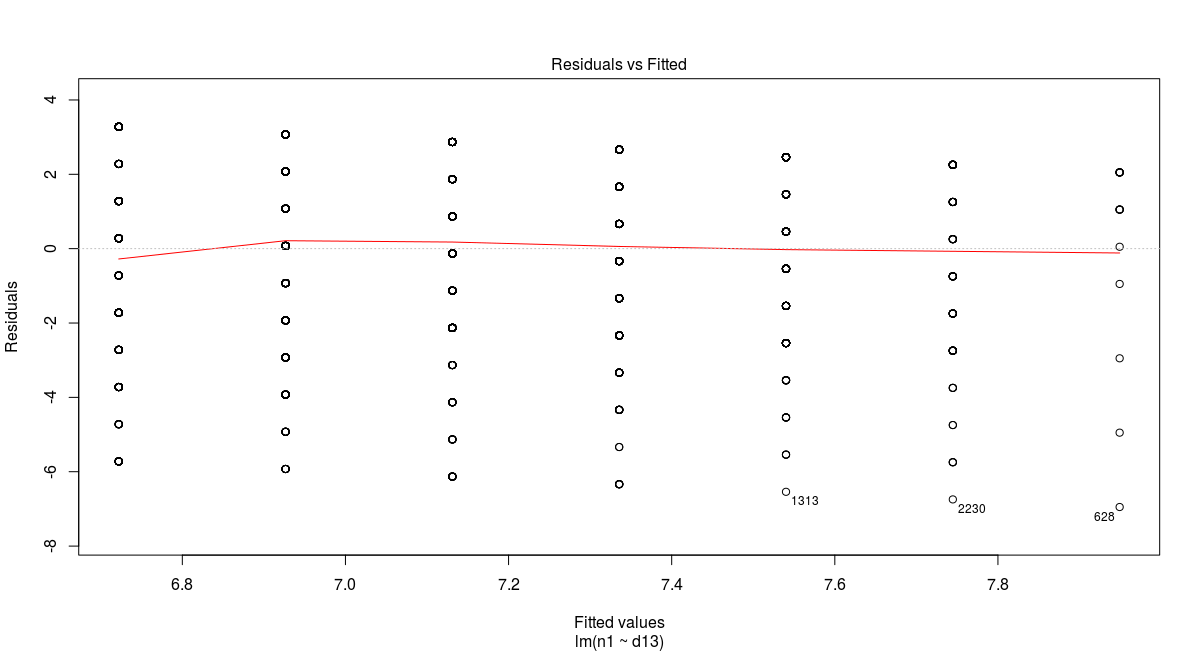 Residuals vs Fitted
4
2
0
-2
-4
-6
-8
Residuals
1313
2230
628
6.8 7.0 7.2 7.4 7.6 7.8
Fitted values
lm(n1 ~ d13)